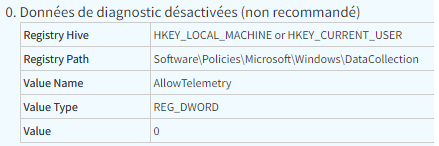 0. Données de diagnostic désactivées (non recommandé)
Registry Hive HKEY_LOCAL_MACHINE or HKEY_CURRENT_USER
Registry Path Software\Policies\Microsoft\Windows\DataCollection
Value Name AllowTelemetry
Value Type REG_DWORD
Value 0